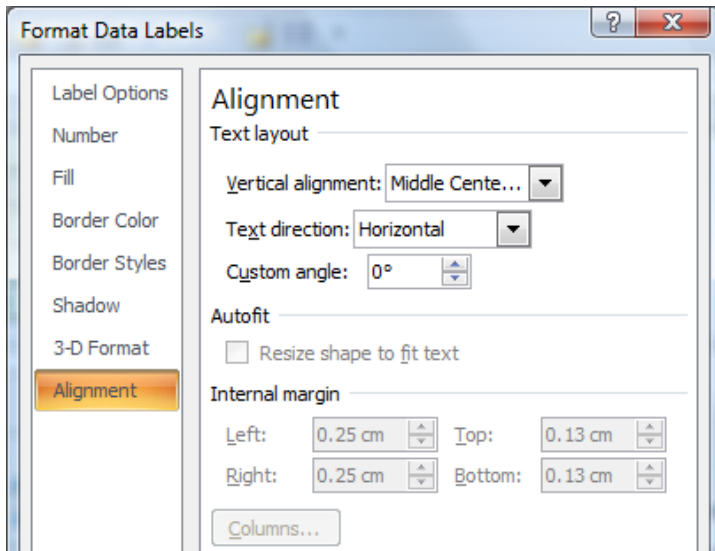 Format Data Labels
Label Options
Number
Fill
Border Color
Border Styles
Shadow
3-D Format
Alignment
Alignment
Text layout
Vertical alignment: Middle Cente...
Text direction: Horizontal
Custom angle: 0°
Autofit
Resize shape to fit text
Internal margin
Left: 0.25 cm Top: 0.13 cm
Right: 0.25 cm Bottom: 0.13 cm
Columns...